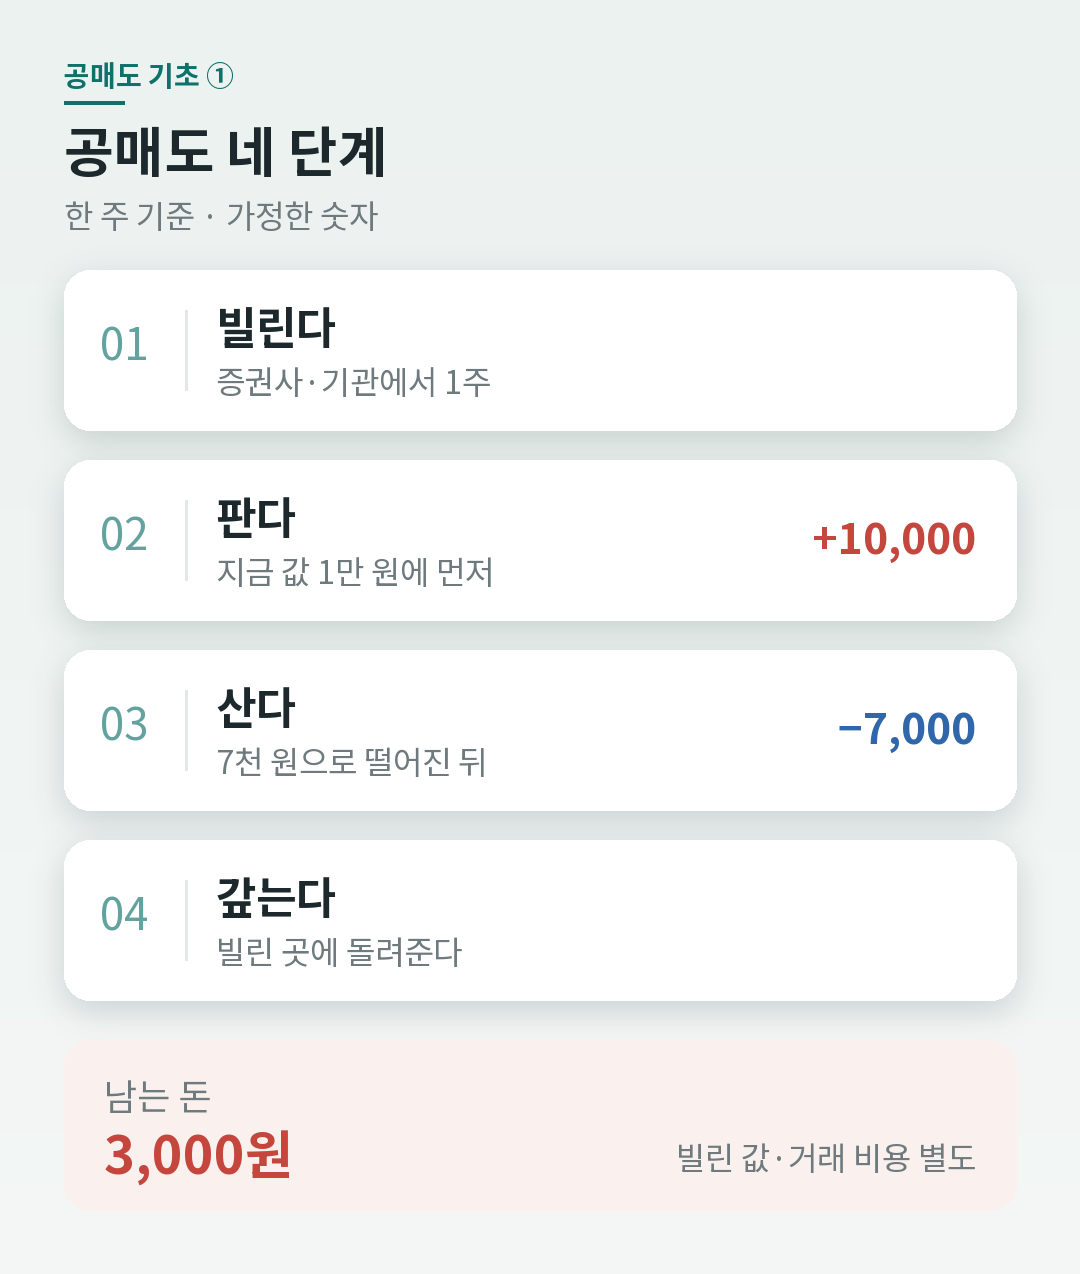 공매도 기초 ①
공매도 네 단계
한 주 기준 · 가정한 숫자
01
빌린다
증권사·기관에서 1주
02
판다
지금 값 1만 원에 먼저
+10,000
03
산다
7천 원으로 떨어진 뒤
−7,000
04
갚는다
빌린 곳에 돌려준다
남는 돈
3,000원
빌린 값·거래 비용 별도